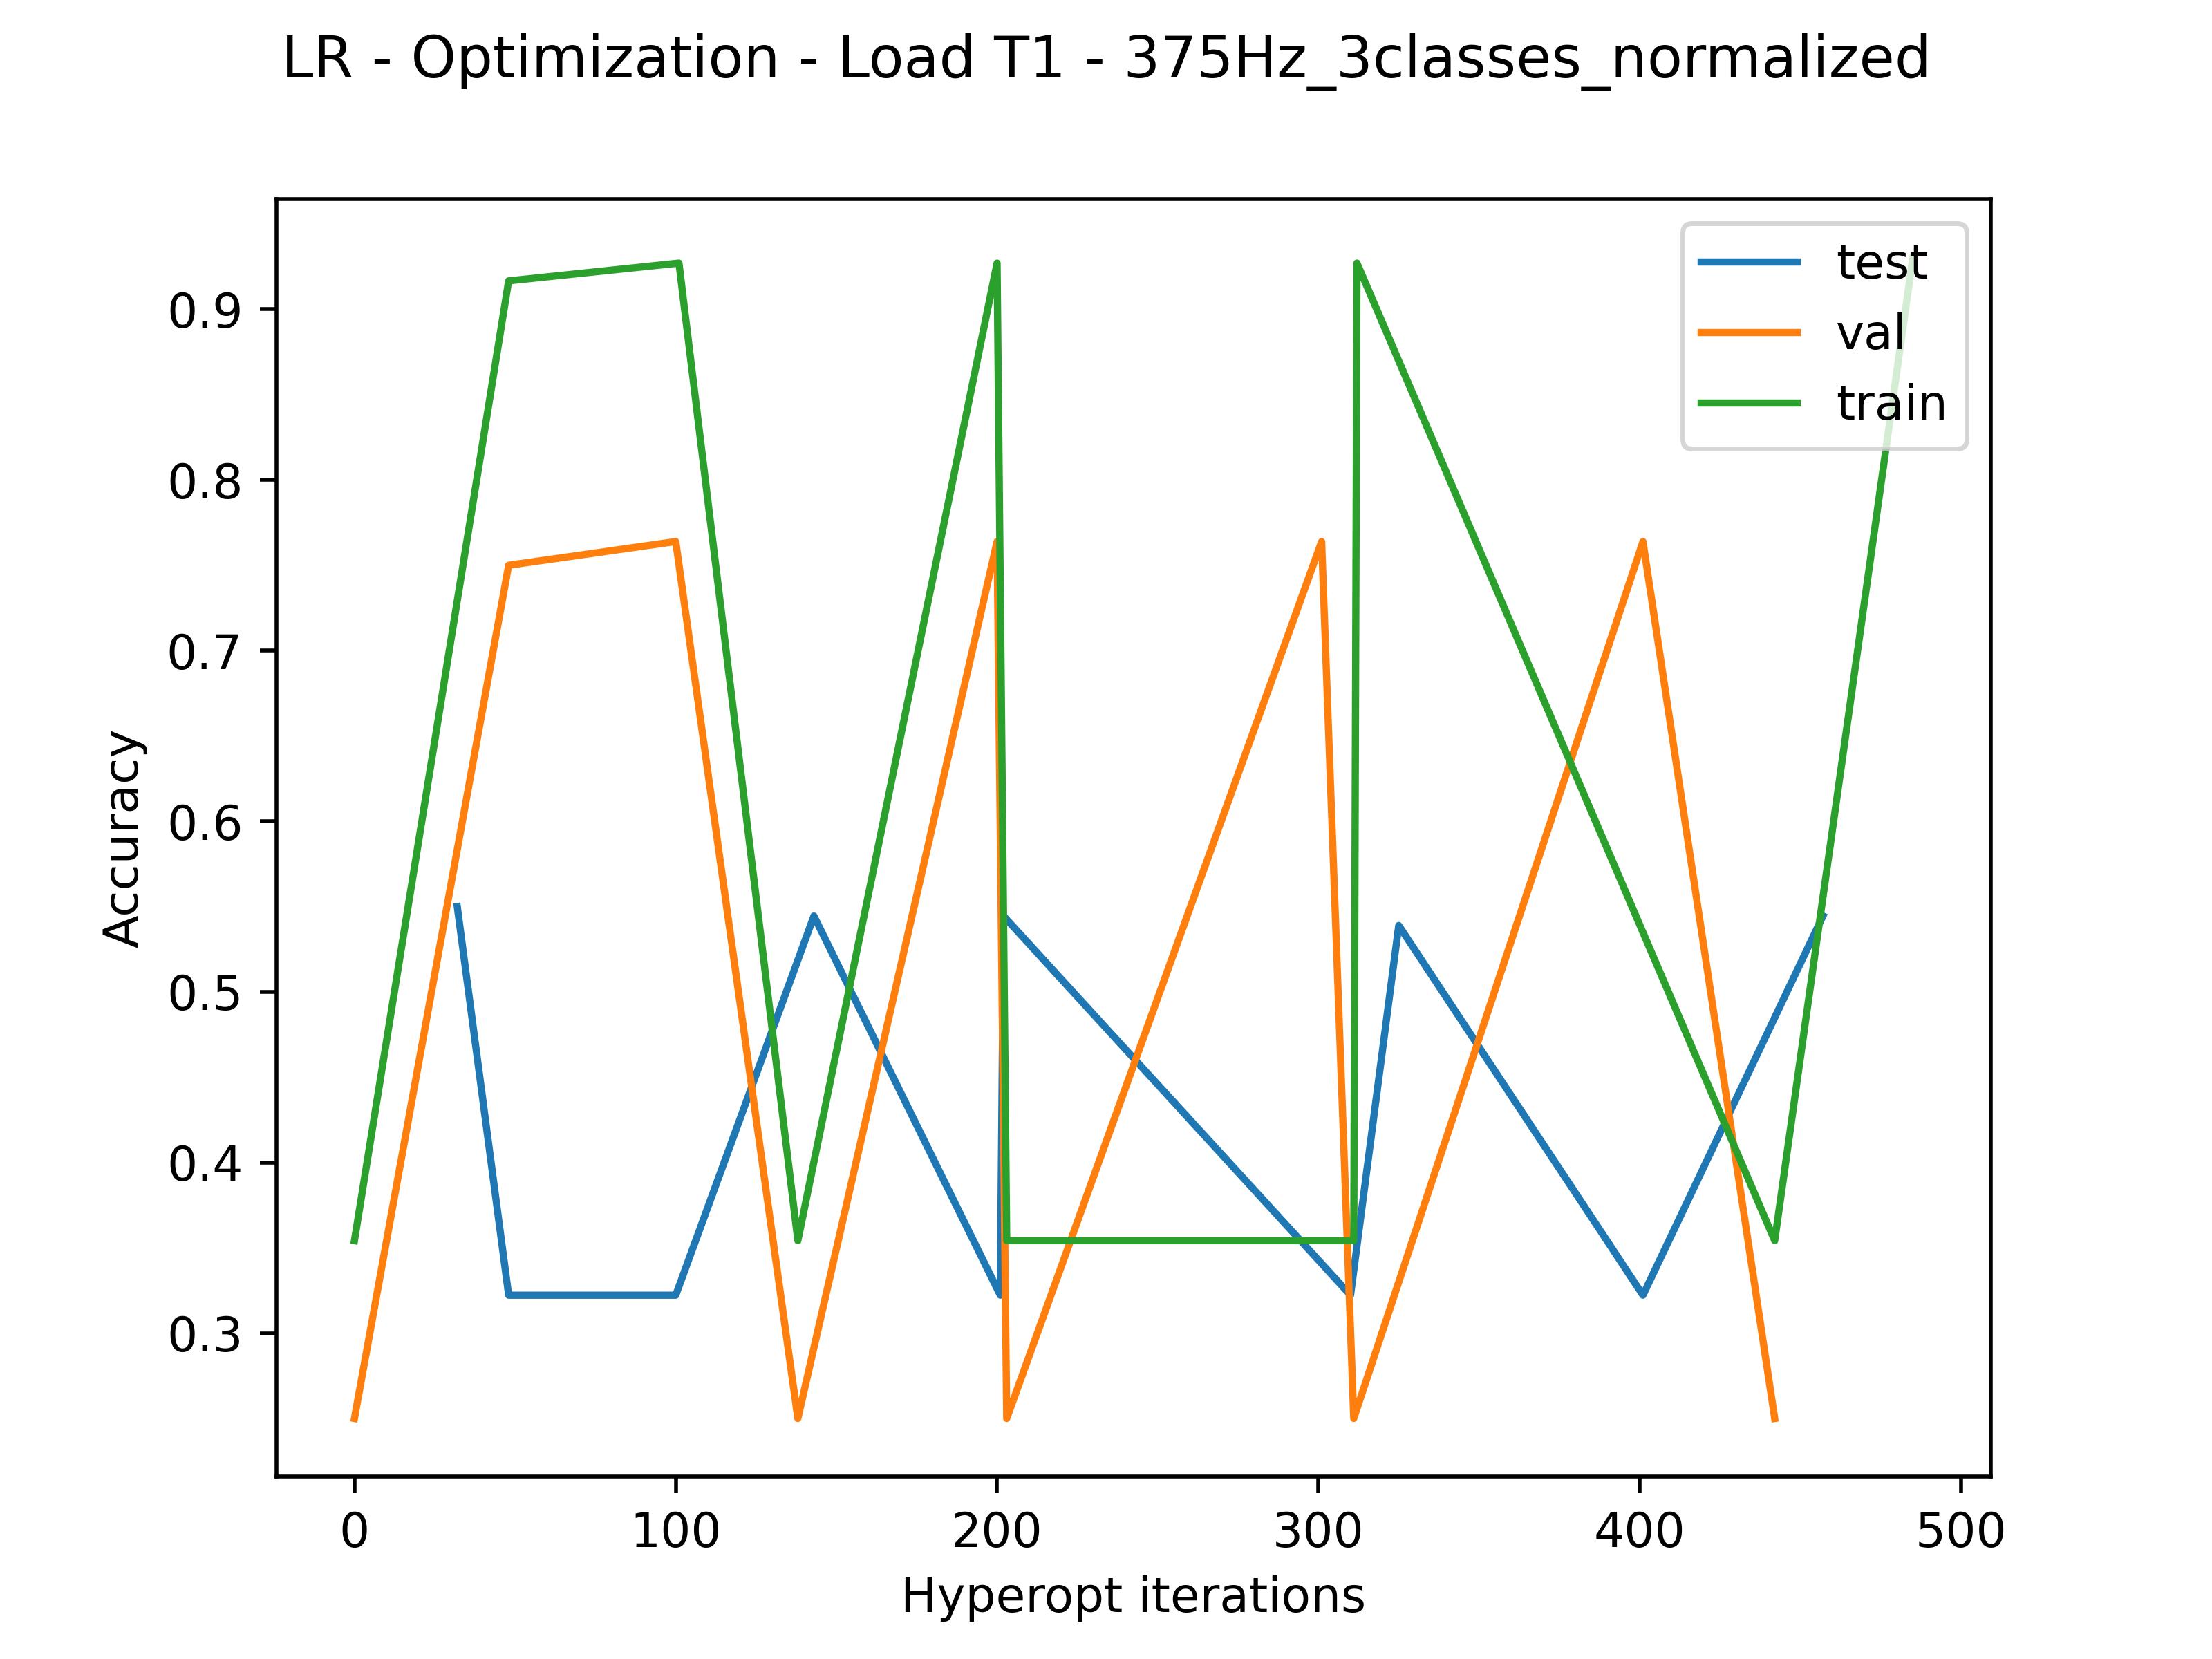 LR - Optimization - Load T1 - 375Hz_3classes_normalized
test
val
train
0.9
0.8
0.7
0.6
0.5
0.4
0.3
Accuracy
0 100 200 300 400 500
Hyperopt iterations